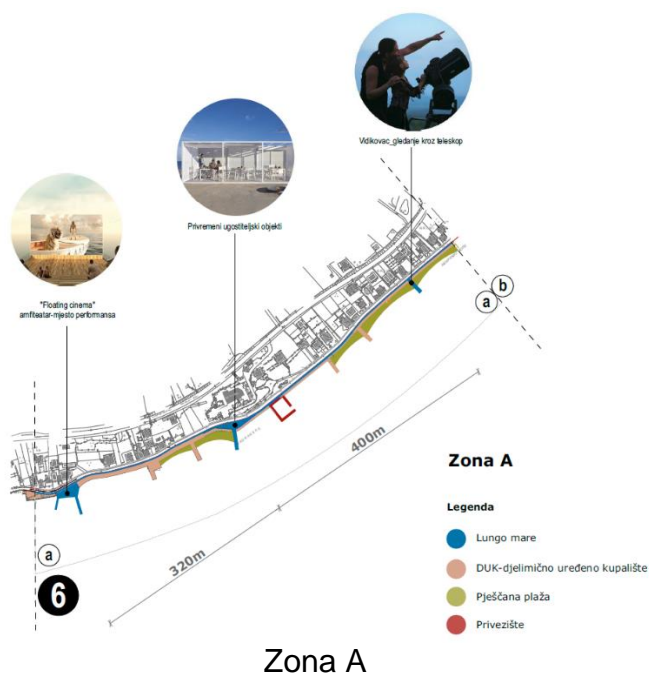 Vidikovac_gledanje kroz teleskop
Privremeni ugostiteljski objekti
"Floating cinema"
amfiteatar-mjesto performansa
b
a
400m
320m
a
6
Zona A
Legenda
Lungo mare
DUK-djelimično uređeno kupalište
Pješčana plaža
Privezište
Zona A